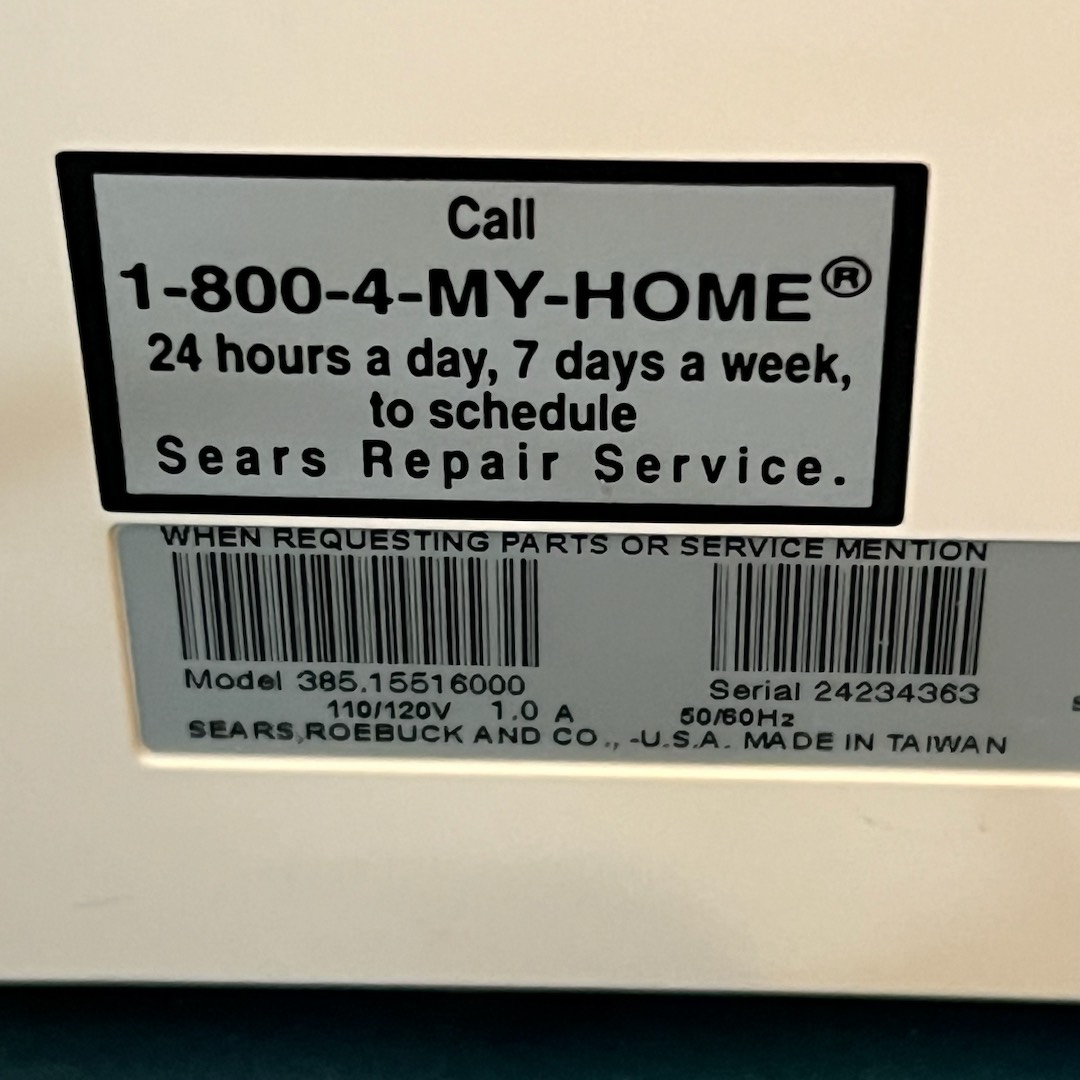 Call
1-800-4-MY-HOME®
24 hours a day, 7 days a week,
to schedule
Sears Repair Service.
WHEN REQUESTING PARTS OR SERVICE MENTION
Model 385.15516000
Serial 24234363
110/120V 1.0 A 50/60Hz
SEARS,ROEBUCK AND CO., -U.S.A. MADE IN TAIWAN